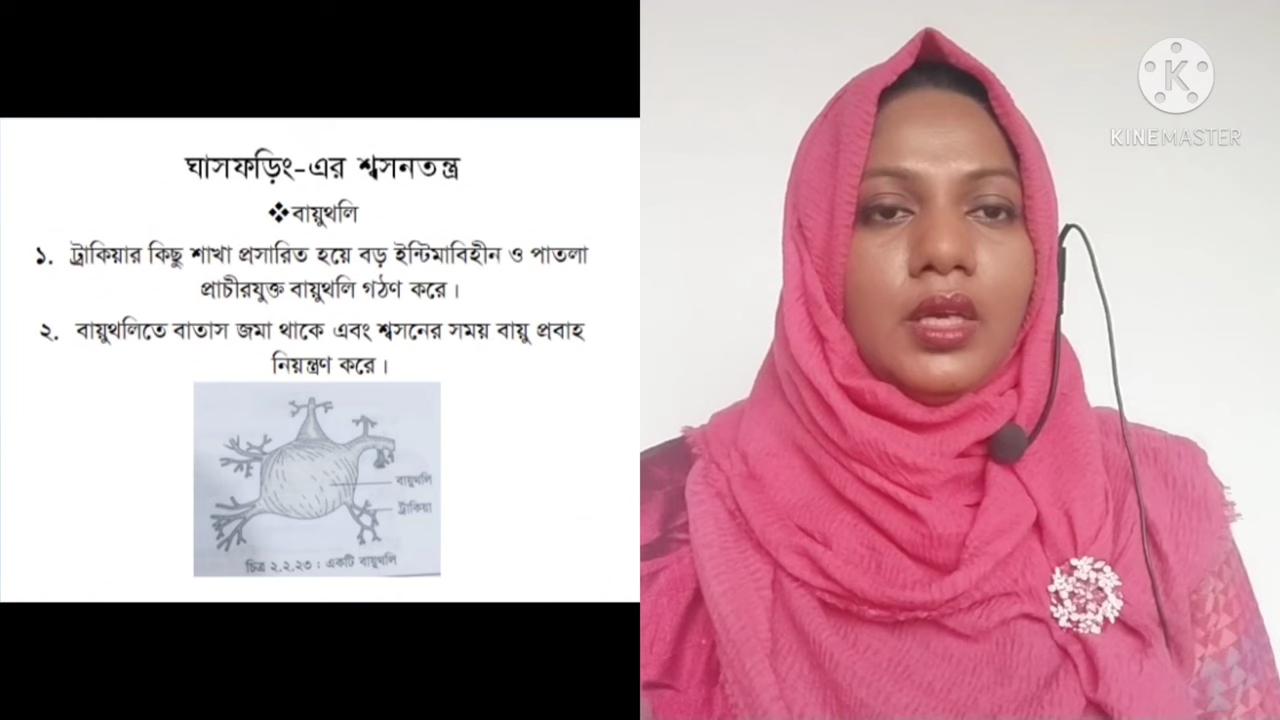 ঘাসফড়িং-এর শ্বসনতন্ত্র
❖বায়ুথলি
১. ট্রাকিয়ার কিছু শাখা প্রসারিত হয়ে বড় ইন্টিমাবিহীন ও পাতলা
প্রাচীরযুক্ত বায়ুথলি গঠণ করে।
২. বায়ুথলিতে বাতাস জমা থাকে এবং শ্বসনের সময় বায়ু প্রবাহ
নিয়ন্ত্রণ করে।
বায়ুথলি
ট্রাকিয়া
চিত্র ২.২.২৩ : একটি বায়ুথলি
K
KINEMASTER